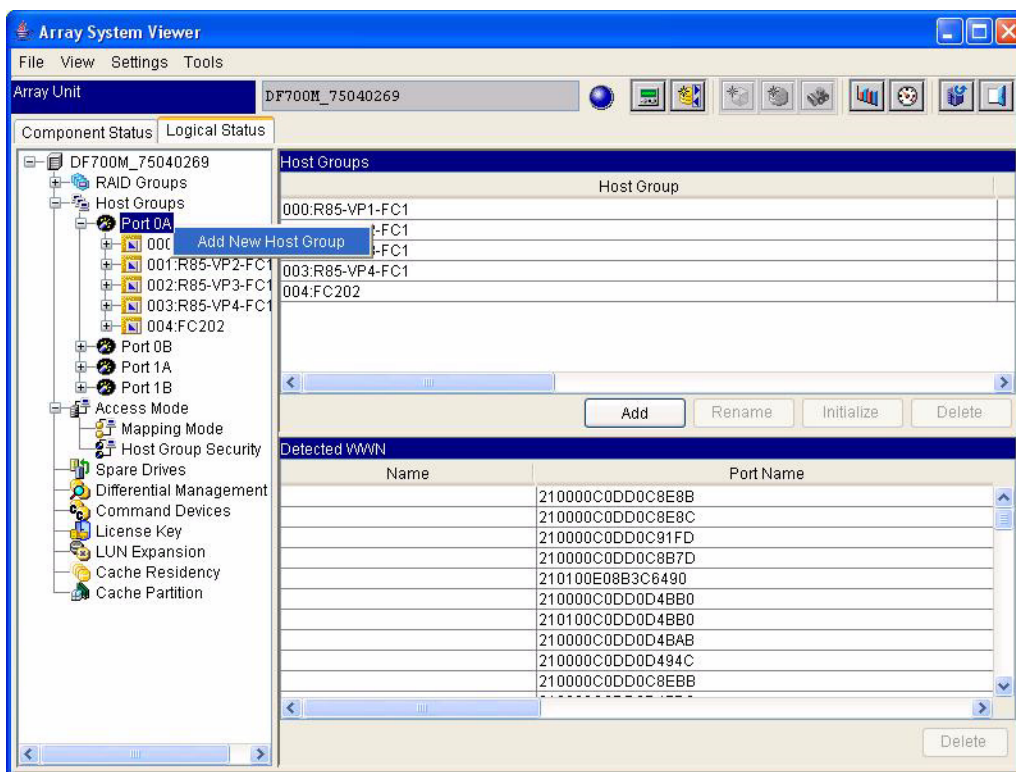 Array System Viewer
File View Settings Tools
Array Unit
DF700M_75040269
Component Status
Logical Status
DF700M_75040269
RAID Groups
Host Groups
Port 0A
Add New Host Group
000
001:R85-VP2-FC1
002:R85-VP3-FC1
003:R85-VP4-FC1
004:FC202
Port 0B
Port 1A
Port 1B
Access Mode
Mapping Mode
Host Group Security
Spare Drives
Differential Management
Command Devices
License Key
LUN Expansion
Cache Residency
Cache Partition
Host Groups
Host Group
000:R85-VP1-FC1
-FC1
-FC1
003:R85-VP4-FC1
004:FC202
Add Rename Initialize Delete
Detected WWN
Name Port Name
210000C0DD0C8E8B
210000C0DD0C8E8C
210000C0DD0C91FD
210000C0DD0C8B7D
210100E08B3C6490
210000C0DD0D4BB0
210100C0DD0D4BB0
210000C0DD0D4BAB
210000C0DD0D494C
210000C0DD0C8EBB
Delete